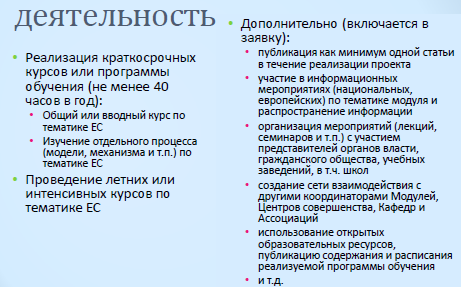 деятельность
• Реализация краткосрочных
курсов или программы
обучения (не менее 40
часов в год):
• Общий или вводный курс по
тематике ЕС
• Изучение отдельного процесса
(модели, механизма и т.п.) по
тематике ЕС
• Проведение летних или
интенсивных курсов по
тематике ЕС
• Дополнительно (включается в
заявку):
• публикация как минимум одной статьи
в течение реализации проекта
• участие в информационных
мероприятиях (национальных,
европейских) по тематике модуля и
распространение информации
• организация мероприятий (лекций,
семинаров и т.п.) с участием
представителей органов власти,
гражданского общества, учебных
заведений, в т.ч. школ
• создание сети взаимодействия с
другими координаторами Модулей,
Центров совершенства, Кафедр и
Ассоциаций
• использование открытых
образовательных ресурсов,
публикацию содержания и расписания
реализуемой программы обучения
• и т.д.